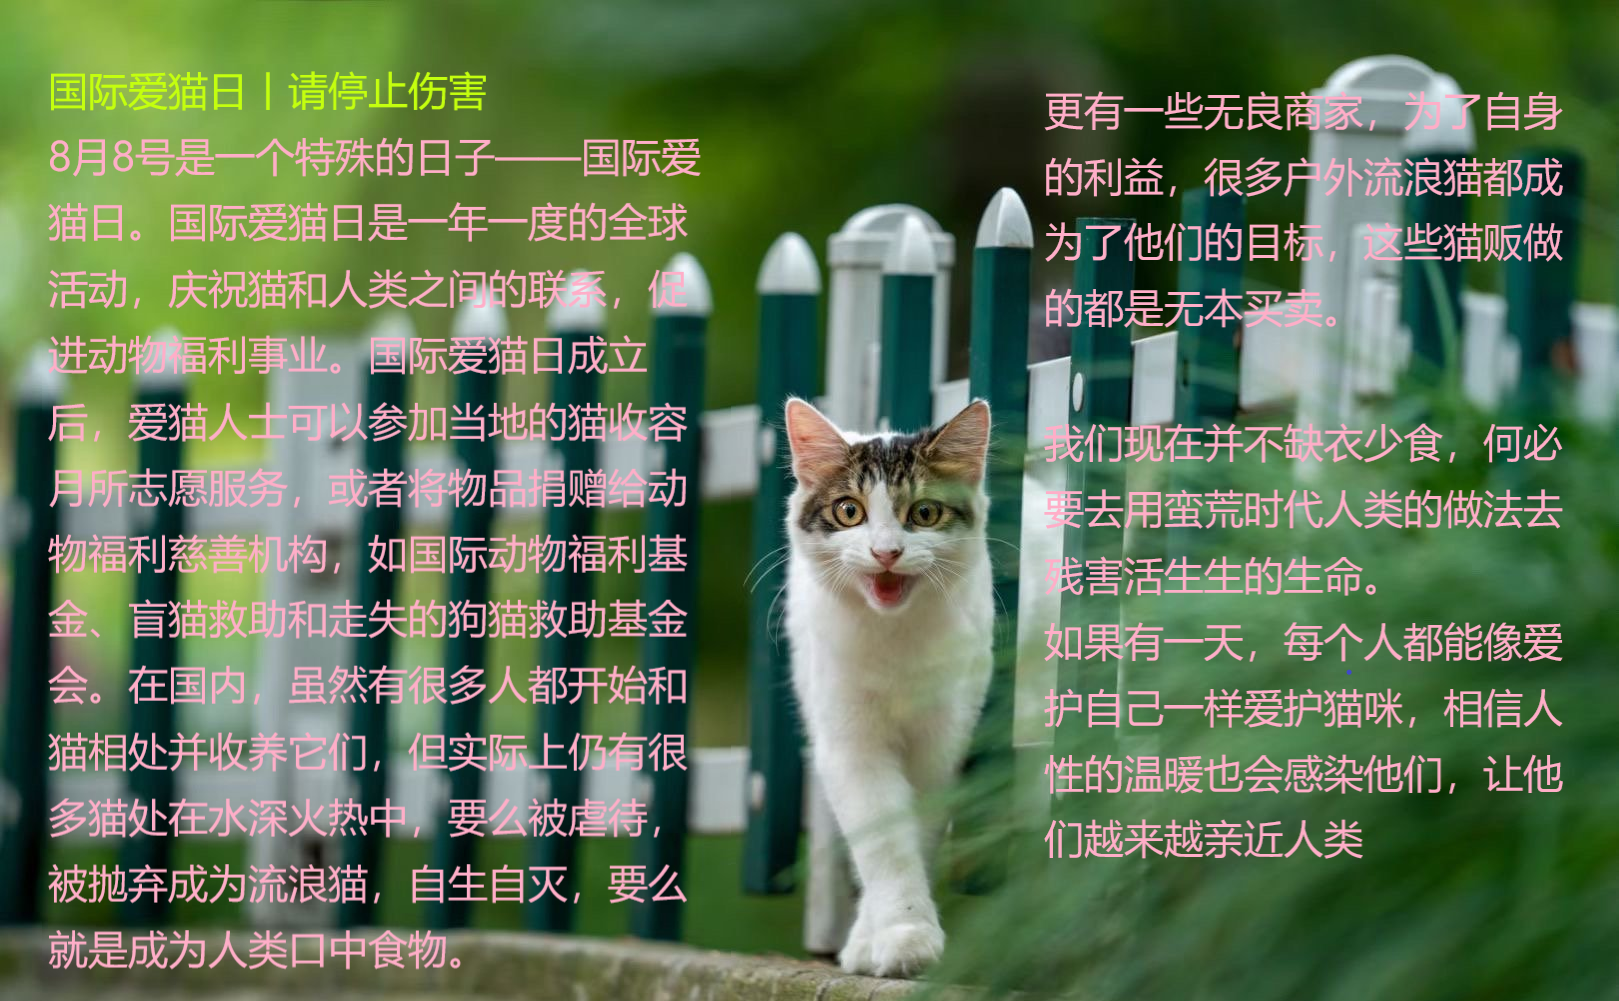 国际爱猫日丨请停止伤害
8月8号是一个特殊的日子——国际爱
猫日。国际爱猫日是一年一度的全球
活动，庆祝猫和人类之间的联系，促
进动物福利事业。国际爱猫日成立
后，爱猫人士可以参加当地的猫收容
月所志愿服务，或者将物品捐赠给动
物福利慈善机构，如国际动物福利基
金、盲猫救助和走失的狗猫救助基金
会。在国内，虽然有很多人都开始和
猫相处并收养它们，但实际上仍有很
多猫处在水深火热中，要么被虐待，
被抛弃成为流浪猫，自生自灭，要么
就是成为人类口中食物。
更有一些无良商家，为了自身
的利益，很多户外流浪猫都成
为了他们的目标，这些猫贩做
的都是无本买卖。
我们现在并不缺衣少食，何必
要去用蛮荒时代人类的做法去
残害活生生的生命。
如果有一天，每个人都能像爱
护自己一样爱护猫咪，相信人
性的温暖也会感染他们，让他
们越来越亲近人类